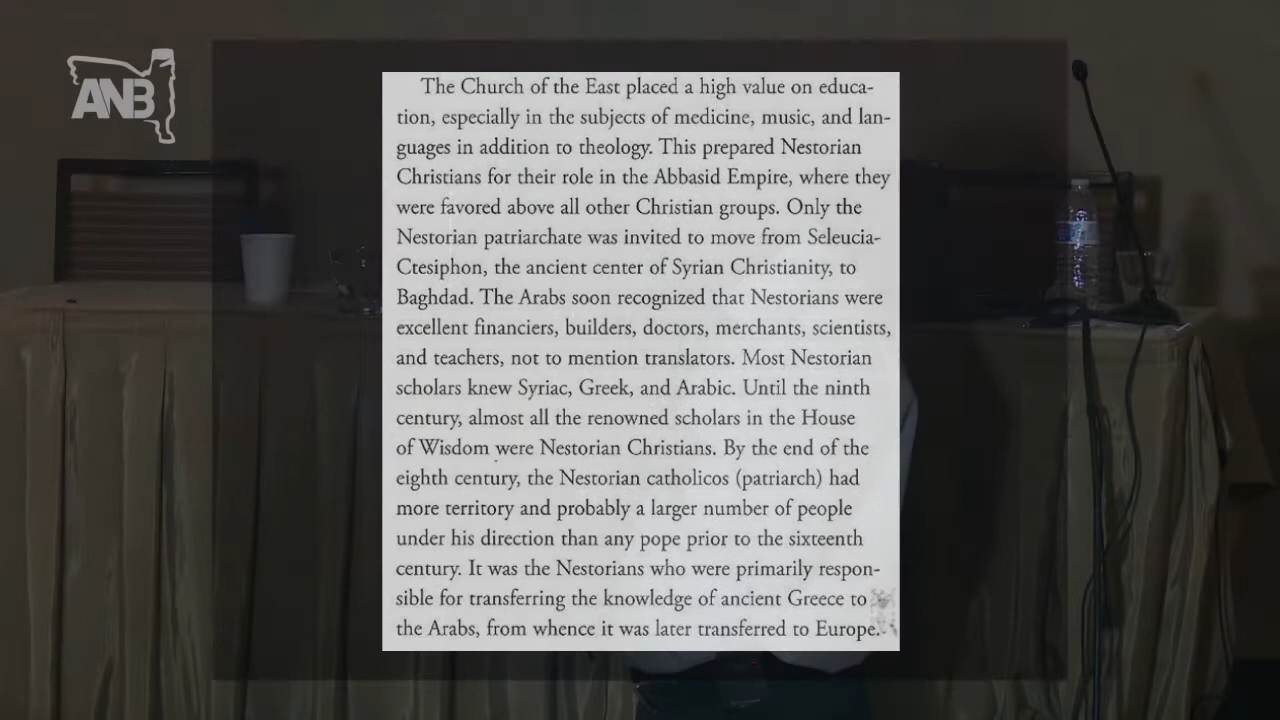 ANB
The Church of the East placed a high value on educa-
tion, especially in the subjects of medicine, music, and lan-
guages in addition to theology. This prepared Nestorian
Christians for their role in the Abbasid Empire, where they
were favored above all other Christian groups. Only the
Nestorian patriarchate was invited to move from Seleucia-
Ctesiphon, the ancient center of Syrian Christianity, to
Baghdad. The Arabs soon recognized that Nestorians were
excellent financiers, builders, doctors, merchants, scientists,
and teachers, not to mention translators. Most Nestorian
scholars knew Syriac, Greek, and Arabic. Until the ninth
century, almost all the renowned scholars in the House
of Wisdom were Nestorian Christians. By the end of the
eighth century, the Nestorian catholicos (patriarch) had
more territory and probably a larger number of people
under his direction than any pope prior to the sixteenth
century. It was the Nestorians who were primarily respon-
sible for transferring the knowledge of ancient Greece to
the Arabs, from whence it was later transferred to Europe.